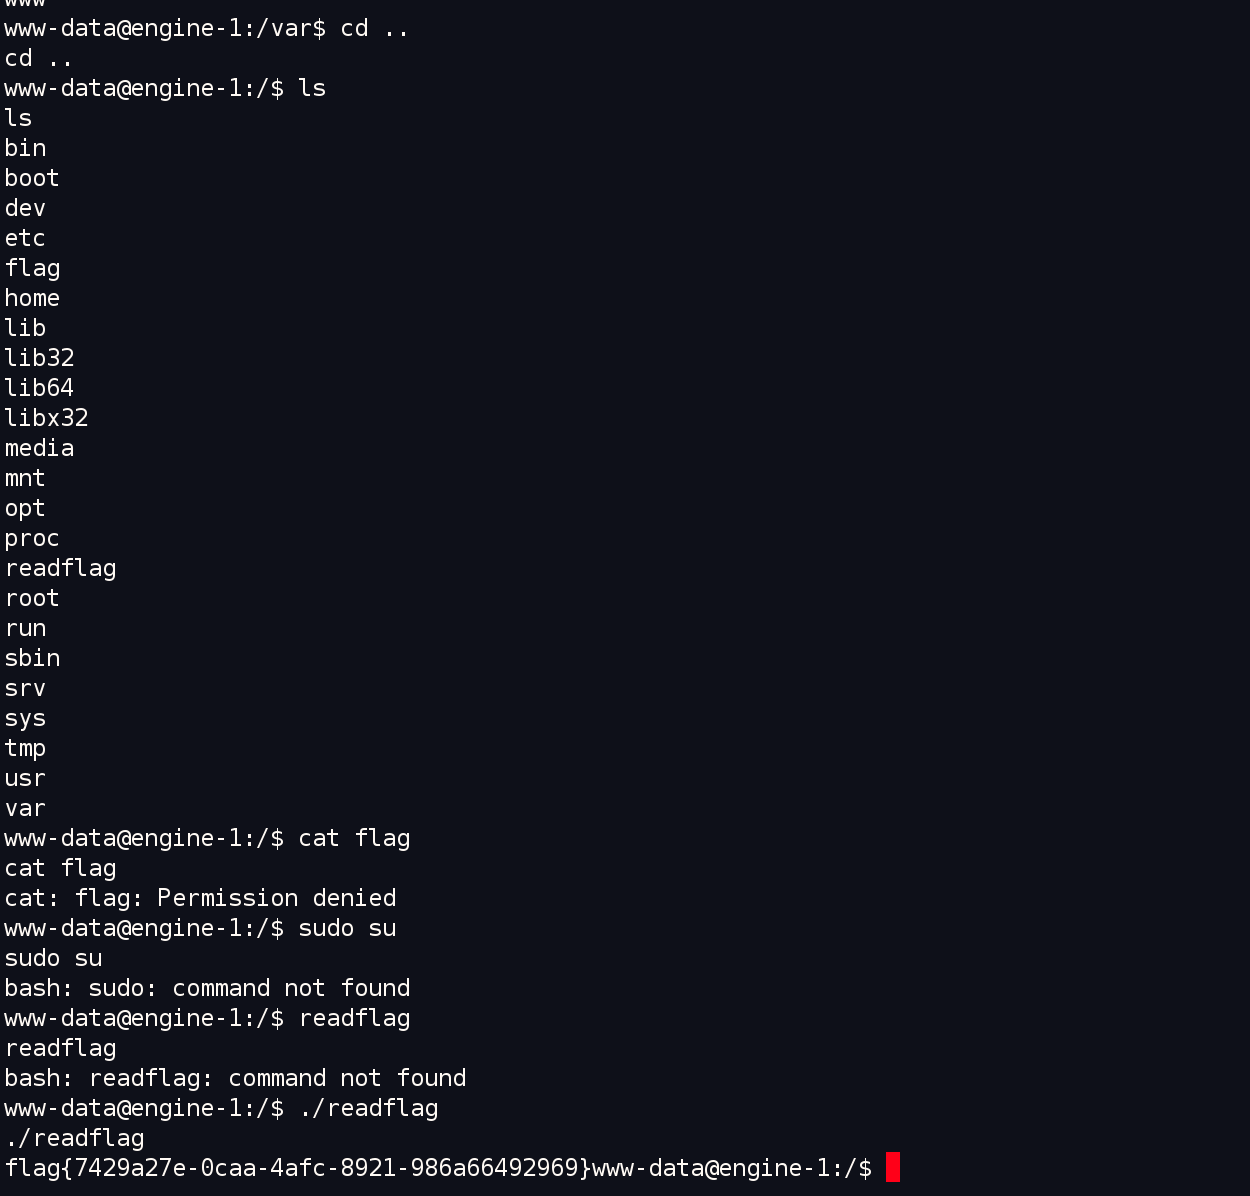 www
www-data@engine-1:/var$ cd ..
cd ..
www-data@engine-1:/$ ls
ls
bin
boot
dev
etc
flag
home
lib
lib32
lib64
libx32
media
mnt
opt
proc
readflag
root
run
sbin
srv
sys
tmp
usr
var
www-data@engine-1:/$ cat flag
cat flag
cat: flag: Permission denied
www-data@engine-1:/$ sudo su
sudo su
bash: sudo: command not found
www-data@engine-1:/$ readflag
readflag
bash: readflag: command not found
www-data@engine-1:/$ ./readflag
./readflag
flag{7429a27e-0caa-4afc-8921-986a66492969}www-data@engine-1:/$